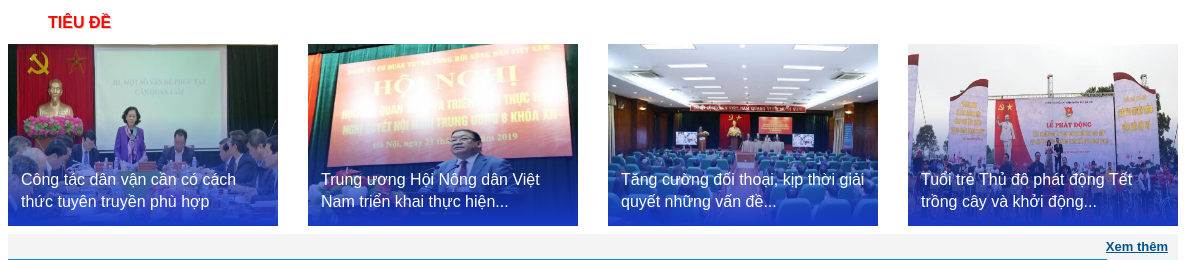 TIÊU ĐỀ
HỘI NGHỊ
Hà Nội, ngày
LỄ PHÁT ĐỘNG
Công tác dân vận cần có cách
thức tuyên truyền phù hợp
Trung ương Hội Nông dân Việt
Nam triển khai thực hiện...
Tăng cường đối thoại, kịp thời giải
quyết những vấn đề...
Tuổi trẻ Thủ đô phát động Tết
trồng cây và khởi động...
Xem thêm